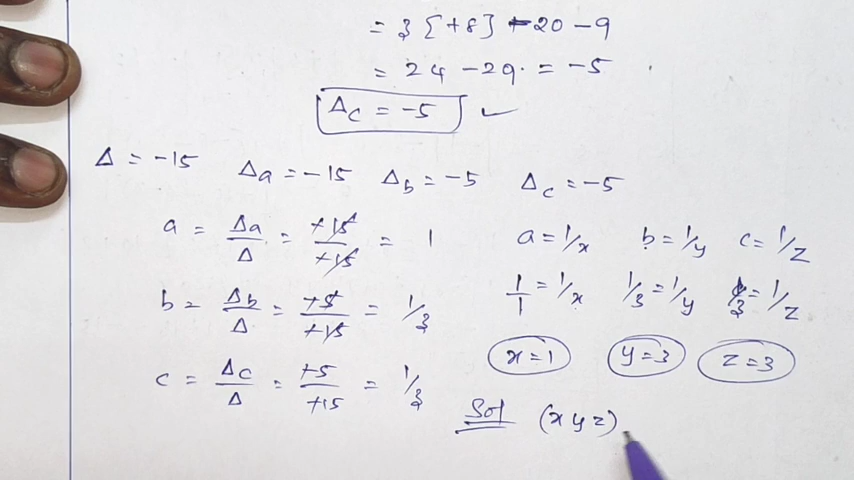 = 3 [+8] - 20 - 9
= 24 - 29. = -5
Δc = -5 ✓
Δ = -15 Δa = -15 Δb = -5 Δc = -5
a = Δa/Δ = +15/+15 = 1 a = 1/x b = 1/y c = 1/z
b = Δb/Δ = +5/+15 = 1/3 1/1 = 1/x 1/3 = 1/y 1/3 = 1/z
x = 1 y = 3 z = 3
c = Δc/Δ = +5/+15 = 1/3
Sol (x y z)